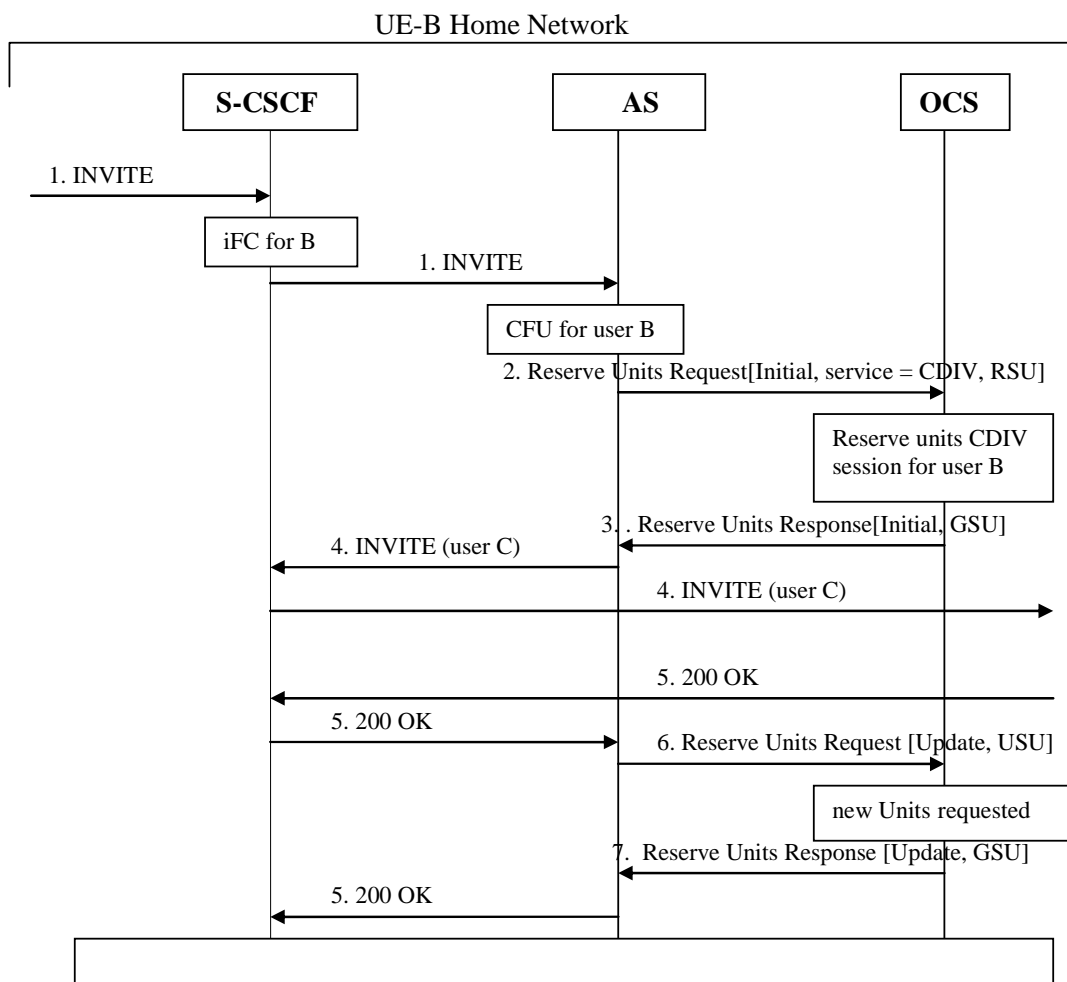 UE-B Home Network
S-CSCF
AS
OCS
1. INVITE
iFC for B
1. INVITE
CFU for user B
2. Reserve Units Request[Initial, service = CDIV, RSU]
Reserve units CDIV
session for user B
3. . Reserve Units Response[Initial, GSU]
4. INVITE (user C)
4. INVITE (user C)
5. 200 OK
5. 200 OK
6. Reserve Units Request [Update, USU]
new Units requested
7. Reserve Units Response [Update, GSU]
5. 200 OK